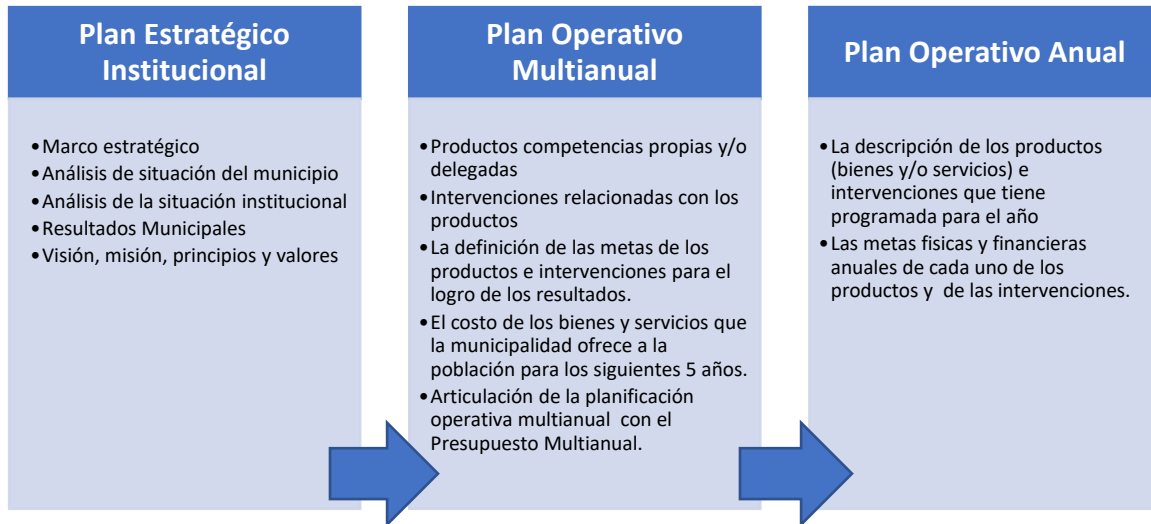 Plan Estratégico
Institucional
•Marco estratégico
•Análisis de situación del municipio
•Análisis de la situación institucional
•Resultados Municipales
•Visión, misión, principios y valores
Plan Operativo
Multianual
•Productos competencias propias y/o
delegadas
•Intervenciones relacionadas con los
productos
•La definición de las metas de los
productos e intervenciones para el
logro de los resultados.
•El costo de los bienes y servicios que
la municipalidad ofrece a la
población para los siguientes 5 años.
•Articulación de la planificación
operativa multianual con el
Presupuesto Multianual.
Plan Operativo Anual
•La descripción de los productos
(bienes y/o servicios) e
intervenciones que tiene
programada para el año
•Las metas fisicas y financieras
anuales de cada uno de los
productos y de las intervenciones.